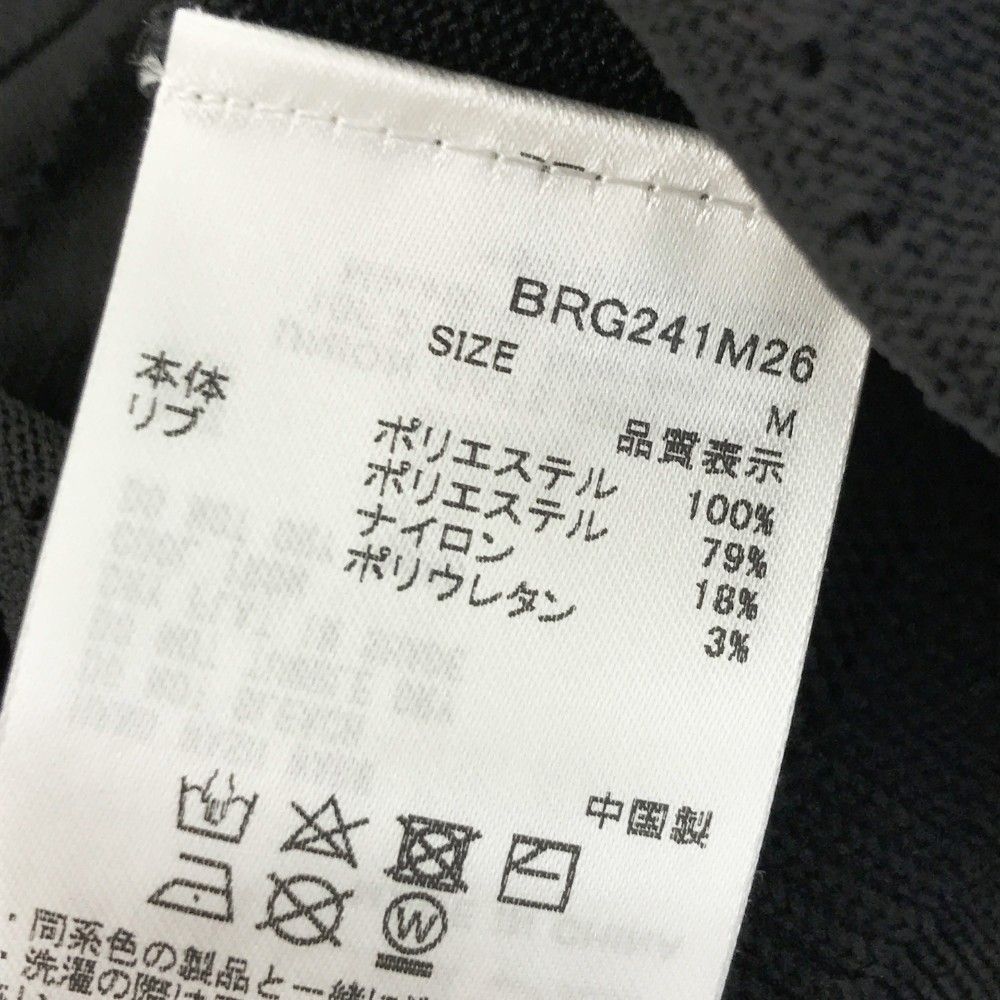 BRG241M26
SIZE M
品質表示
本体 ポリエステル 100%
リブ ポリエステル 79%
ナイロン 18%
ポリウレタン 3%
中国製
W
・同系色の製品と一緒に
・洗濯の際は